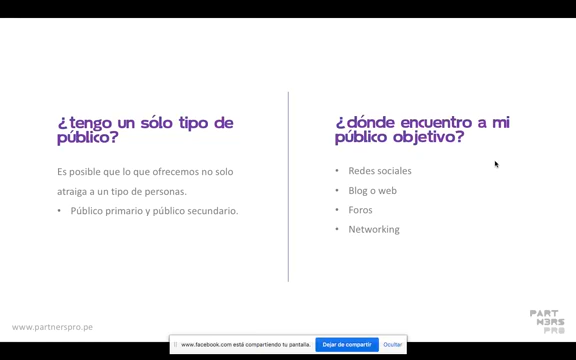 ¿tengo un sólo tipo de
público?
Es posible que lo que ofrecemos no solo
atraiga a un tipo de personas.
• Público primario y público secundario.
¿dónde encuentro a mi
público objetivo?
• Redes sociales
• Blog o web
• Foros
• Networking
www.partnerspro.pe
PART
NERS
PRO
www.facebook.com está compartiendo tu pantalla.
Dejar de compartir
Ocultar